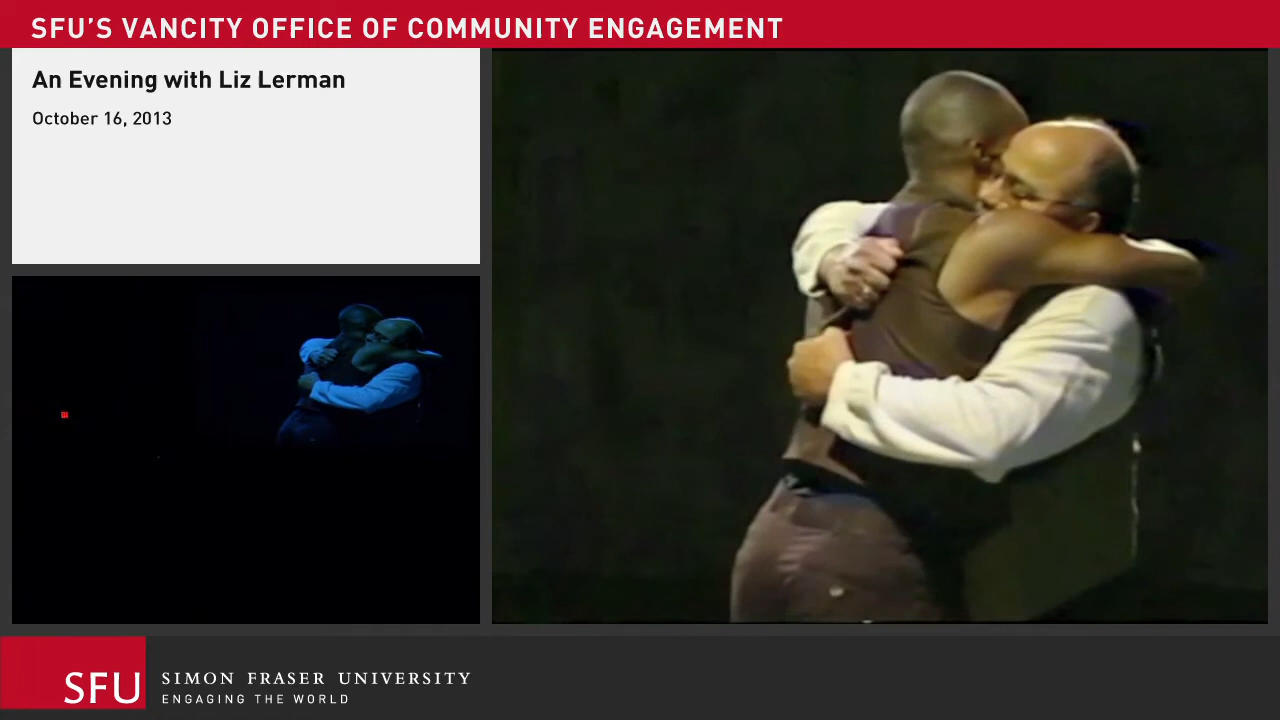 SFU'S VANCITY OFFICE OF COMMUNITY ENGAGEMENT
An Evening with Liz Lerman
October 16, 2013
SFU
SIMON FRASER UNIVERSITY
ENGAGING THE WORLD